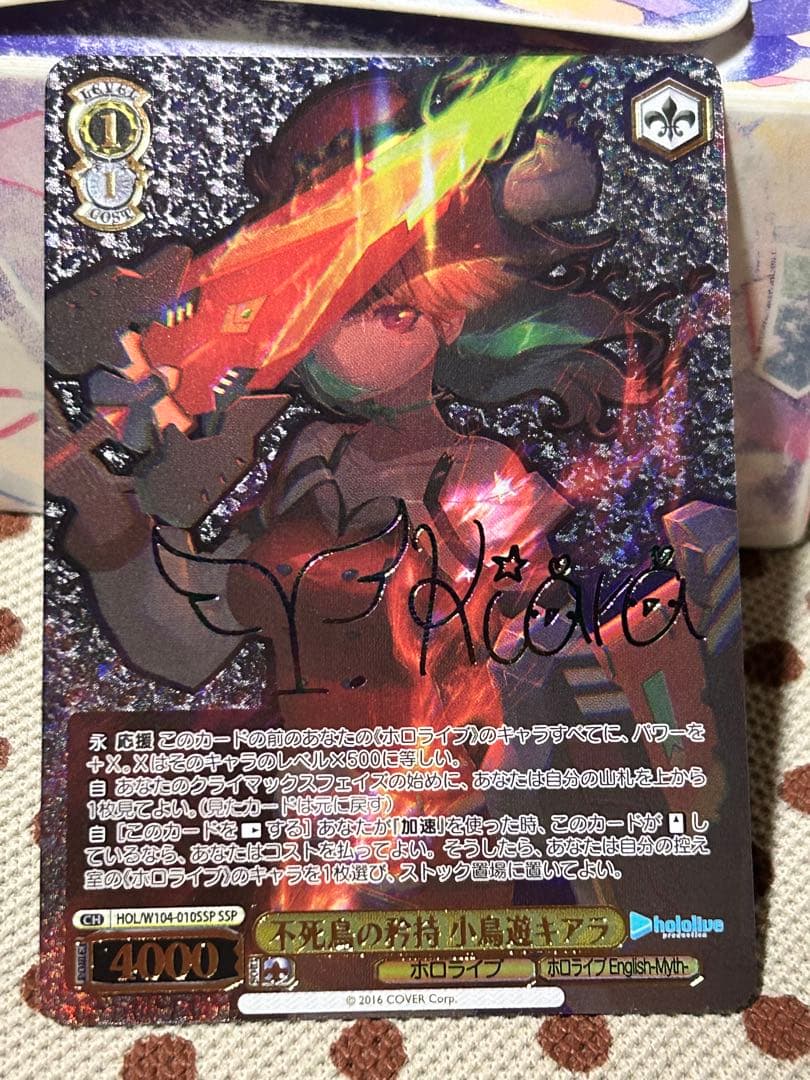 LEVEL
1
1
COST
Kiara
永 応援 このカードの前のあなたの《ホロライブ》のキャラすべてに、パワーを
+X。Xはそのキャラのレベル×500に等しい。
自 あなたのクライマックスフェイズの始めに、あなたは自分の山札を上から
1枚見てよい。(見たカードは元に戻す)
自 [このカードを する] あなたが「加速」を使った時、このカードが し
ているなら、あなたはコストを払ってよい。そうしたら、あなたは自分の控え
室の《ホロライブ》のキャラを1枚選び、ストック置場に置いてよい。
CH HOL/W104-010SSP SSP
不死鳥の矜持 小鳥遊キアラ
hololive
production
POWER
4000
SOUL
ホロライブ
ホロライブ English-Myth-
© 2016 COVER Corp.